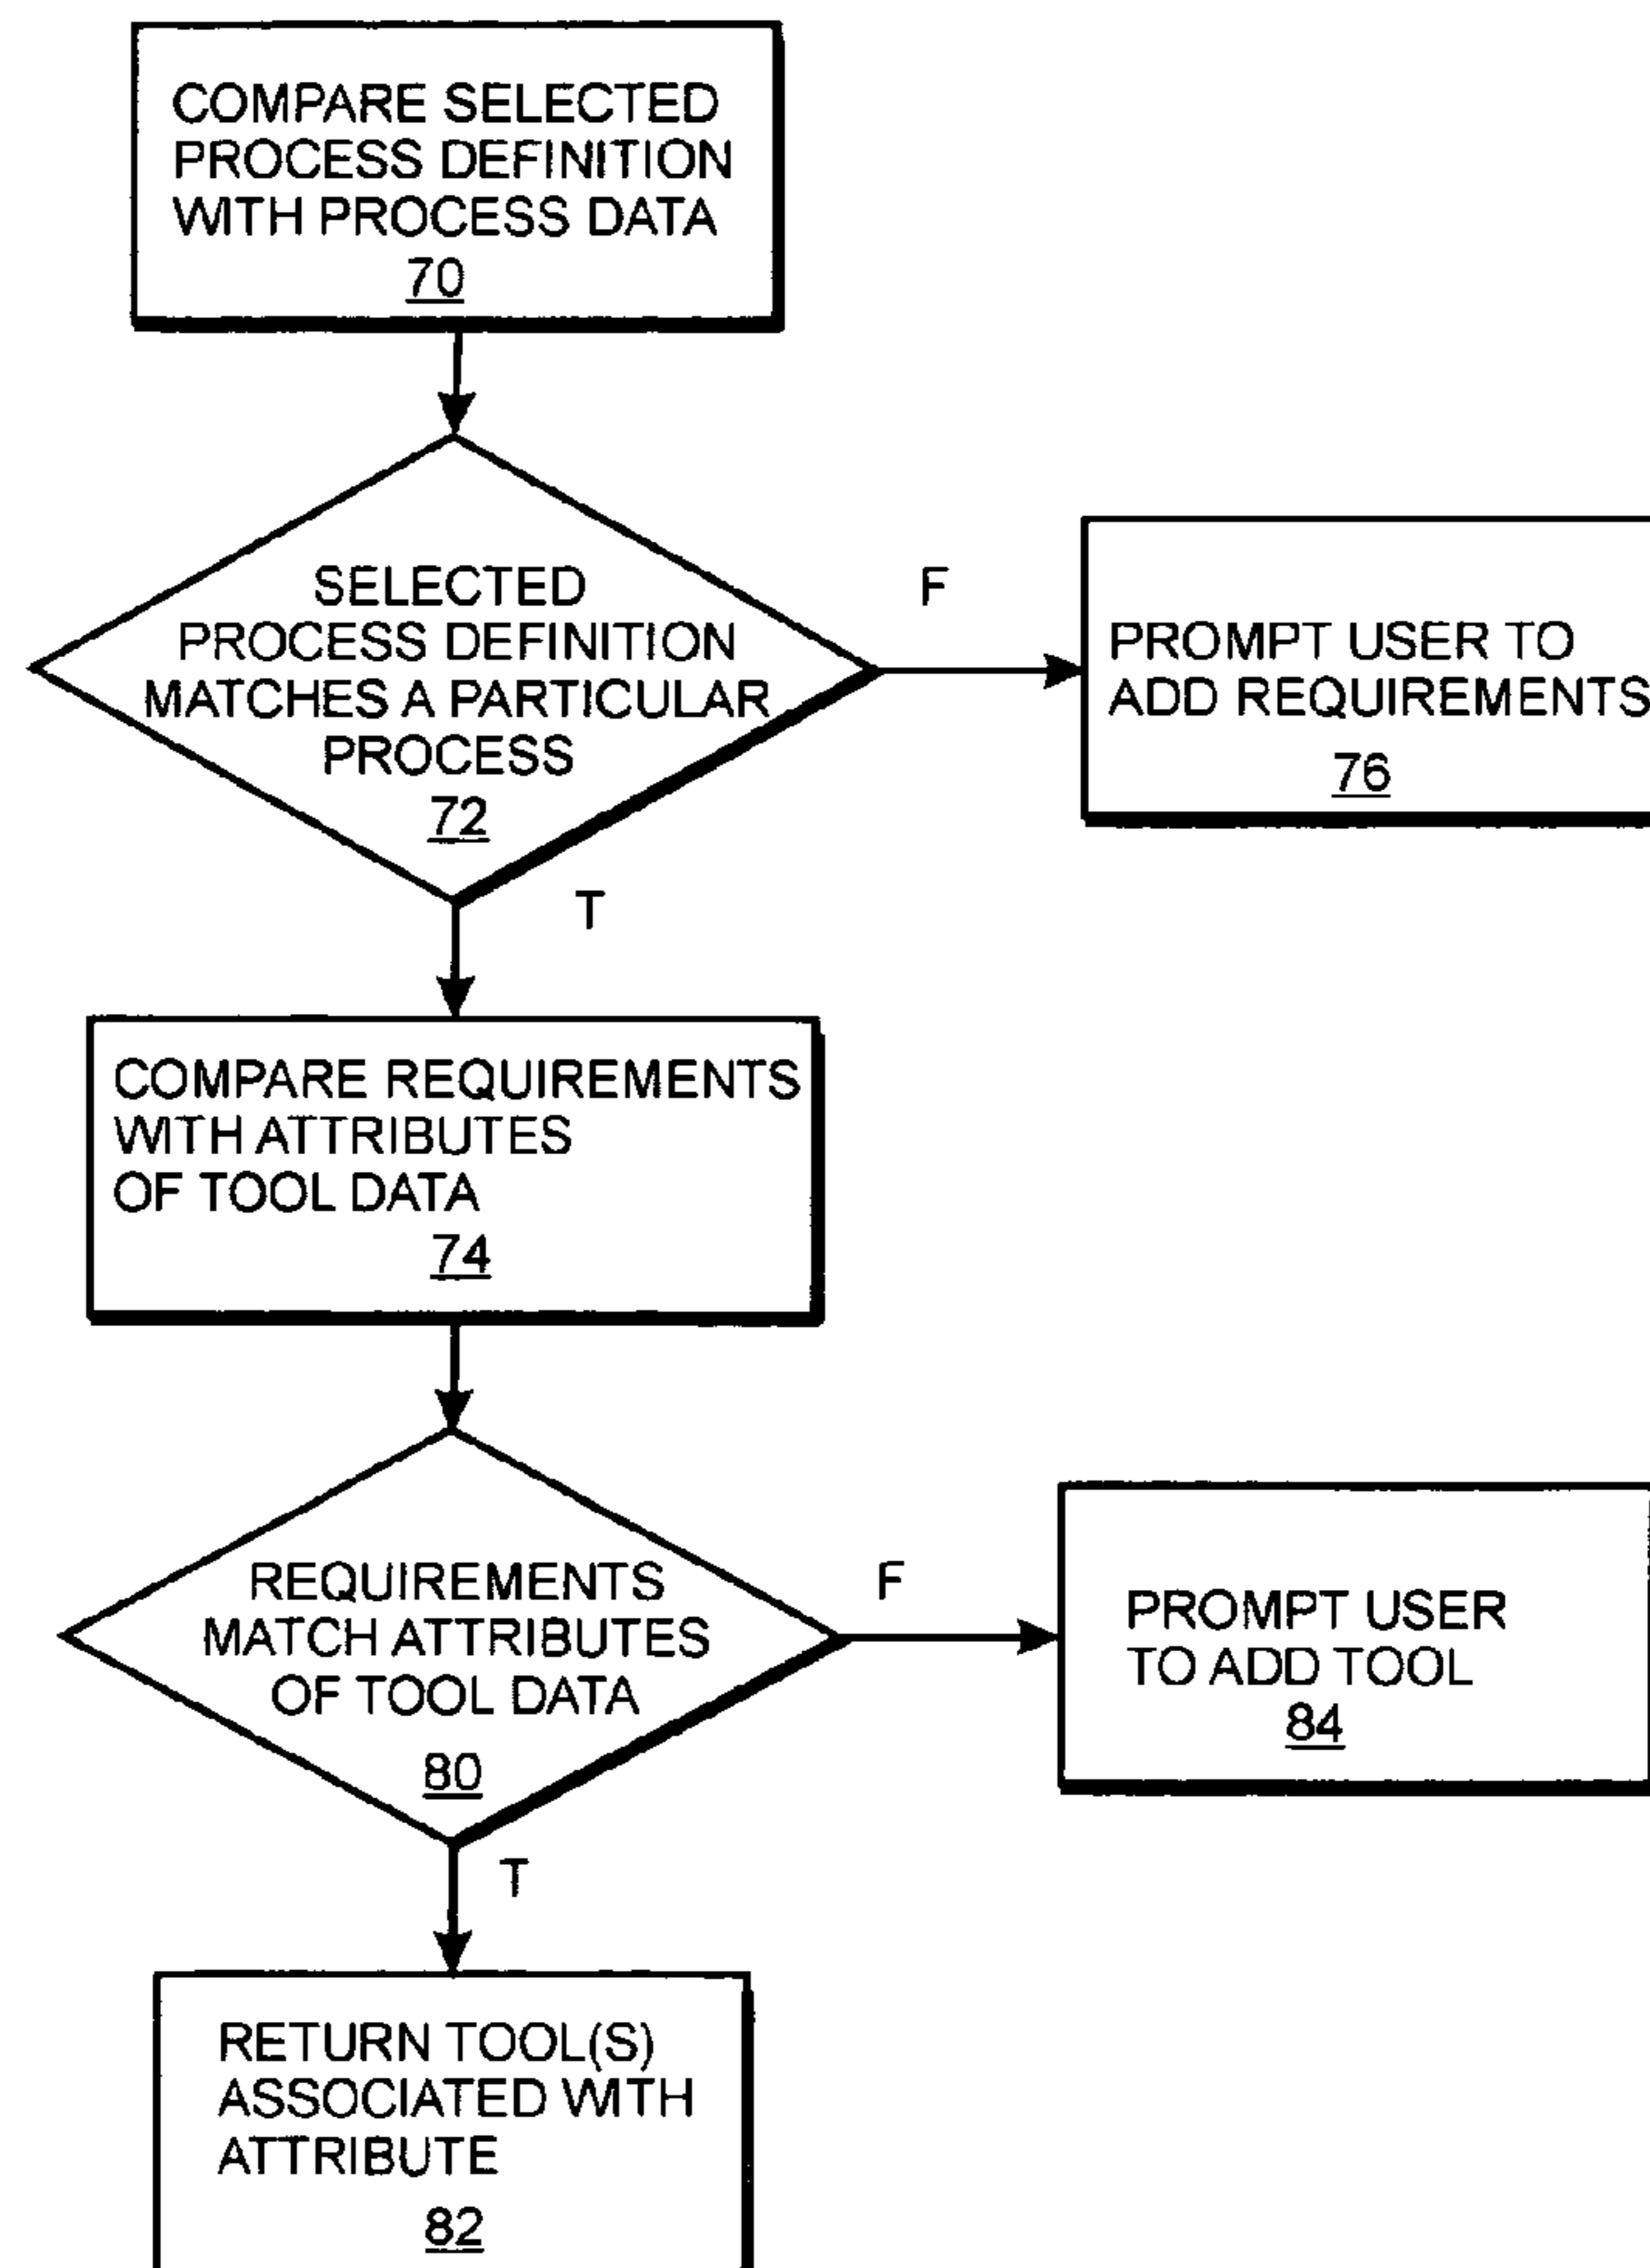 COMPARE SELECTED
PROCESS DEFINITION
WITH PROCESS DATA
70
SELECTED
PROCESS DEFINITION
MATCHES A PARTICULAR
PROCESS
72
F
PROMPT USER TO
ADD REQUIREMENTS
76
T
COMPARE REQUIREMENTS
WITH ATTRIBUTES
OF TOOL DATA
74
REQUIREMENTS
MATCH ATTRIBUTES
OF TOOL DATA
80
F
PROMPT USER
TO ADD TOOL
84
T
RETURN TOOL(S)
ASSOCIATED WITH
ATTRIBUTE
82